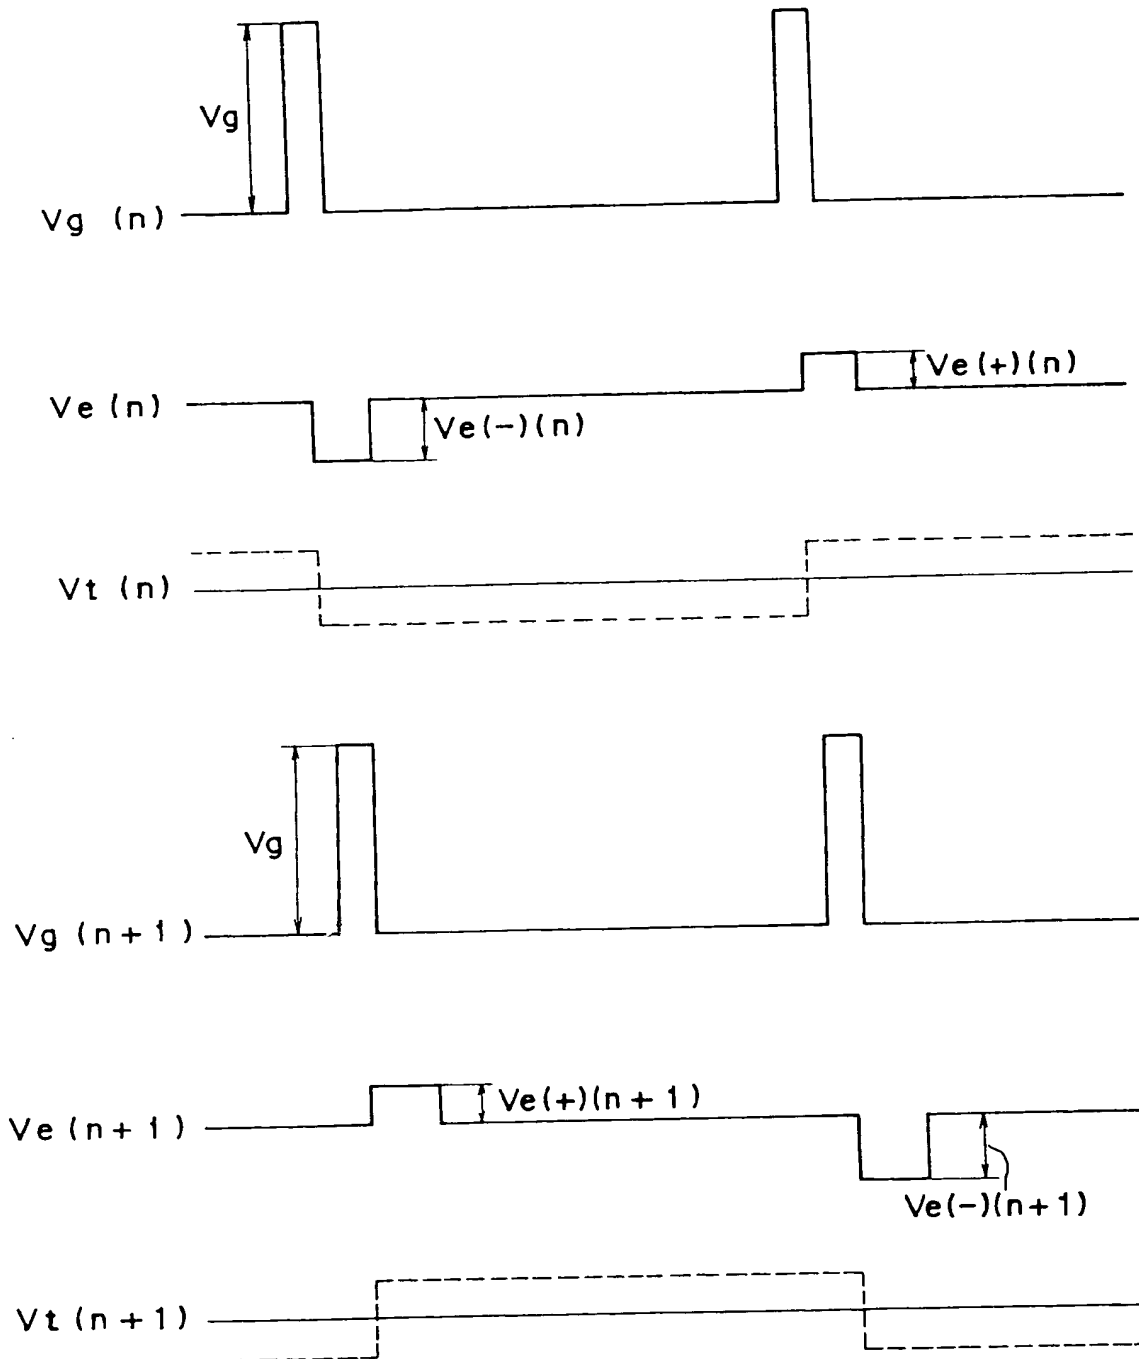 Vg
Vg (n)
Ve(+)(n)
Ve (n)
Ve(-)(n)
Vt (n)
Vg
Vg (n+1)
Ve(+)(n+1)
Ve (n+1)
Ve(-)(n+1)
Vt (n+1)